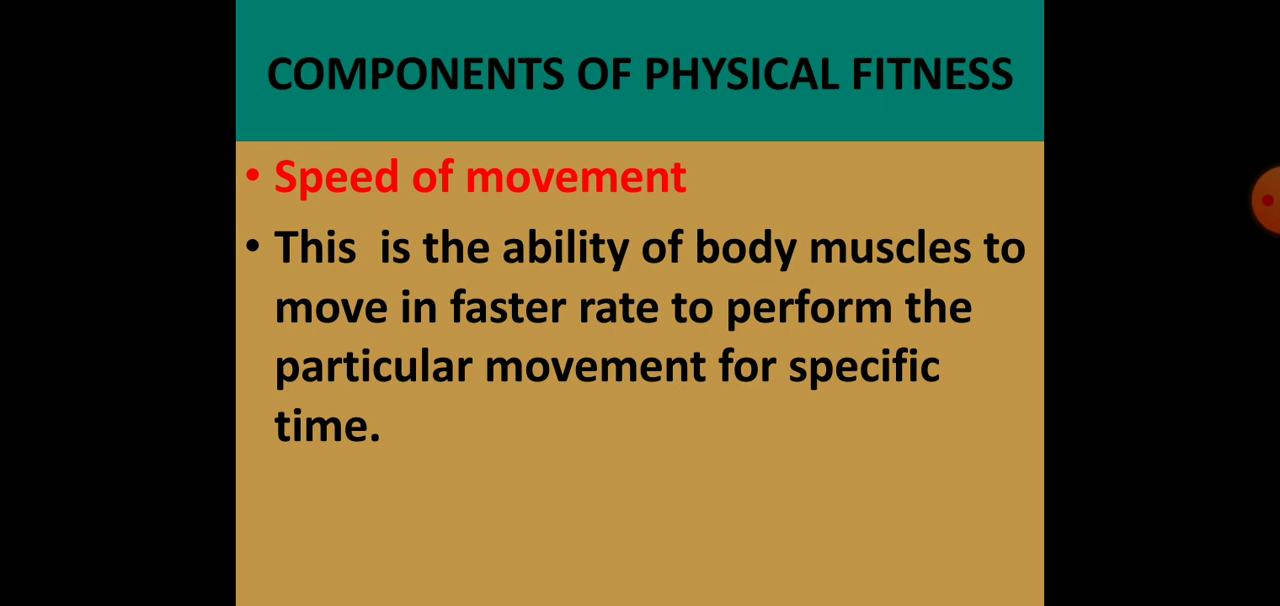 COMPONENTS OF PHYSICAL FITNESS
• Speed of movement
• This is the ability of body muscles to
move in faster rate to perform the
particular movement for specific
time.